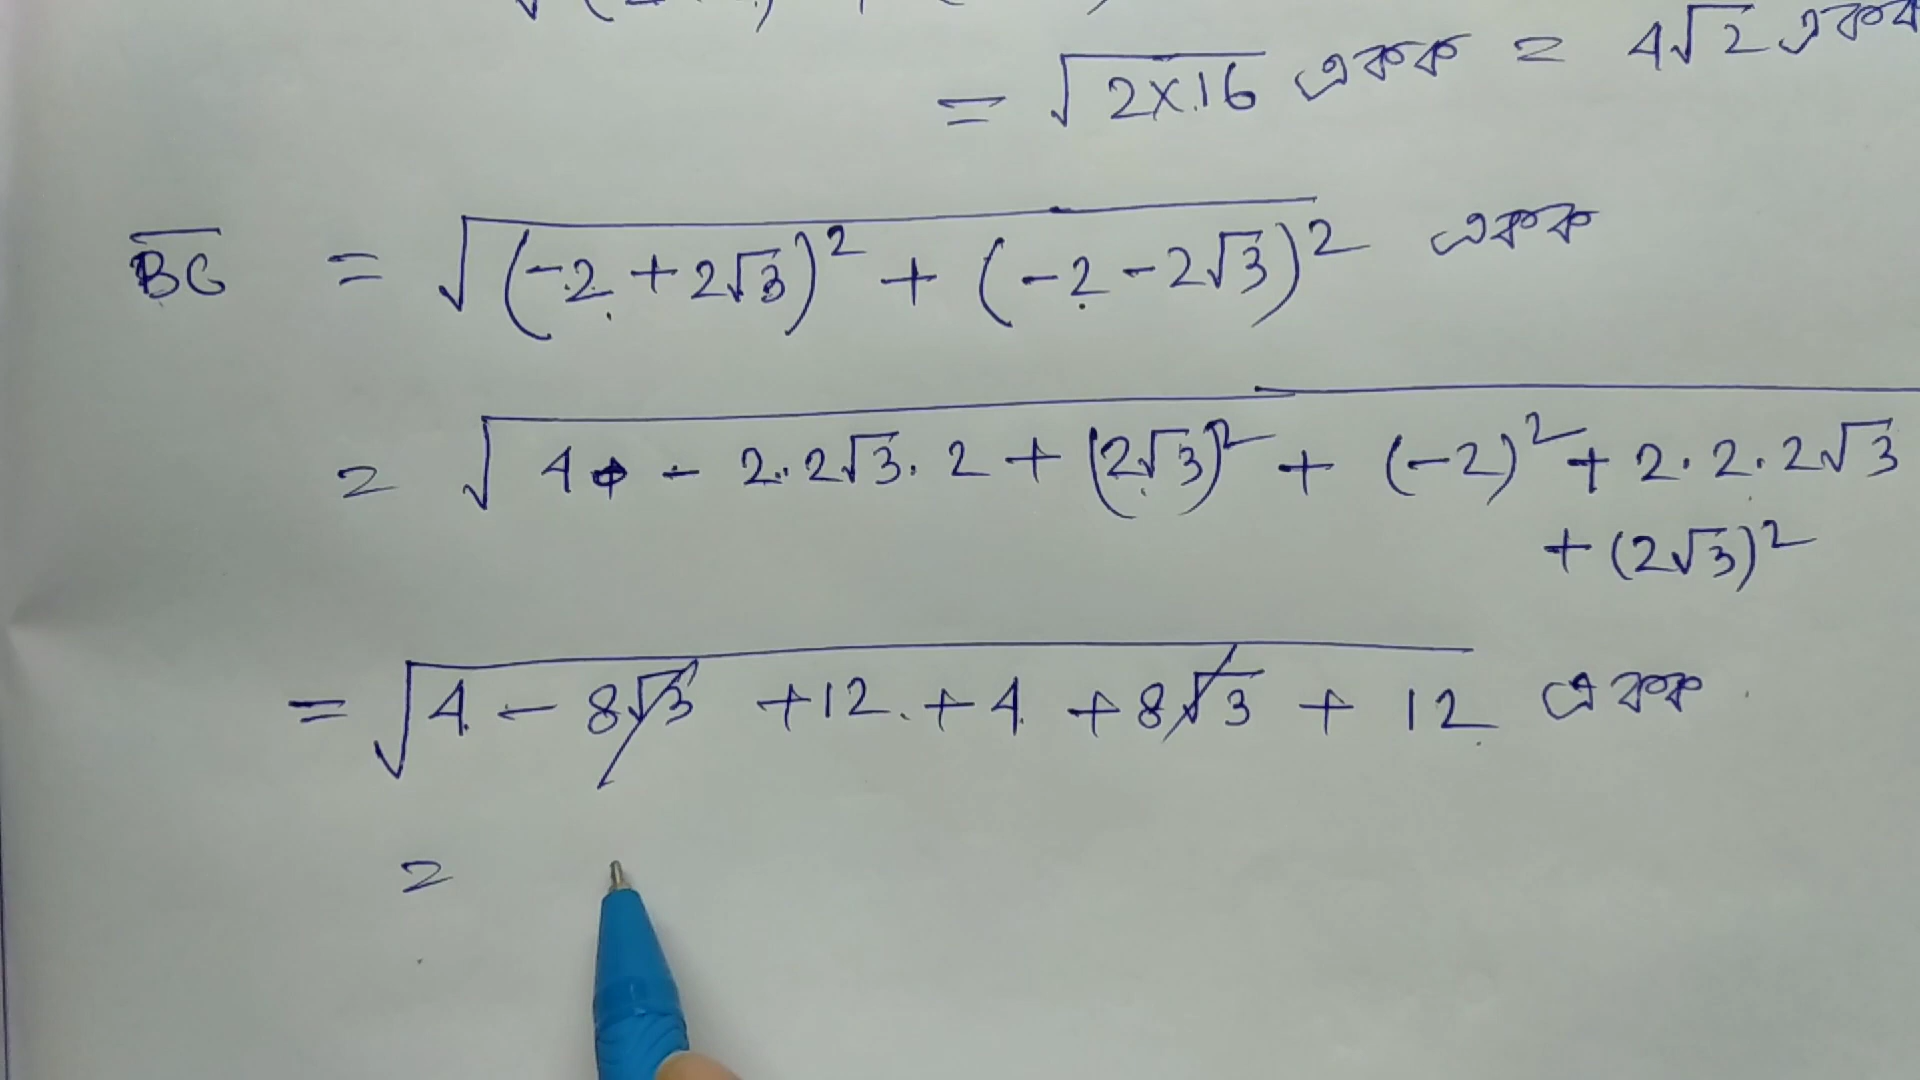 = √2×16 একক = 4√2 একক
BC = √(-2+2√3)² + (-2-2√3)² একক
= √4 - 2.2√3.2 + (2√3)² + (-2)² + 2.2.2√3
+ (2√3)²
= √4 - 8√3 + 12 + 4 + 8√3 + 12 একক
=